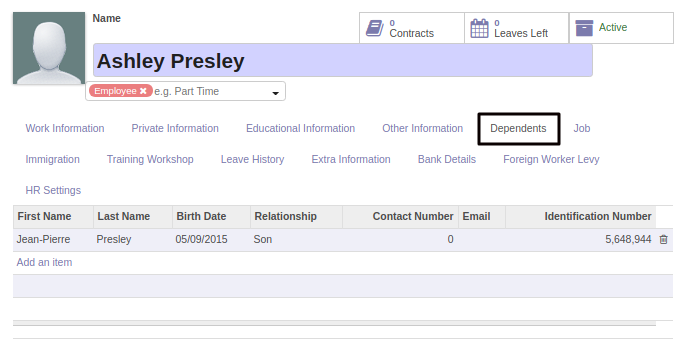 Name
0 Contracts
0 Leaves Left
Active
Ashley Presley
Employee ✖ e.g. Part Time
Work Information Private Information Educational Information Other Information Dependents Job
Immigration Training Workshop Leave History Extra Information Bank Details Foreign Worker Levy
HR Settings
First Name Last Name Birth Date Relationship Contact Number Email Identification Number
Jean-Pierre Presley 05/09/2015 Son 0 5,648,944
Add an item